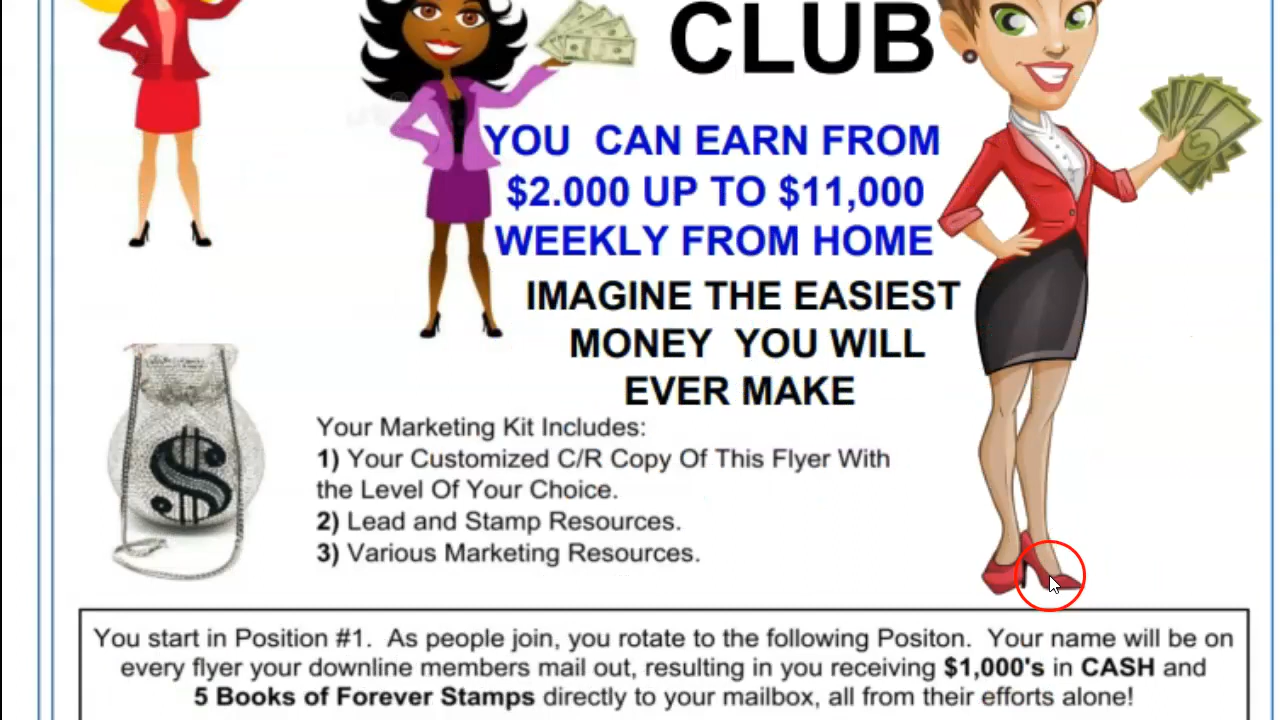 CLUB
YOU CAN EARN FROM
$2.000 UP TO $11,000
WEEKLY FROM HOME
IMAGINE THE EASIEST
MONEY YOU WILL
EVER MAKE
Your Marketing Kit Includes:
1) Your Customized C/R Copy Of This Flyer With
the Level Of Your Choice.
2) Lead and Stamp Resources.
3) Various Marketing Resources.
You start in Position #1. As people join, you rotate to the following Positon. Your name will be on
every flyer your downline members mail out, resulting in you receiving $1,000's in CASH and
5 Books of Forever Stamps directly to your mailbox, all from their efforts alone!